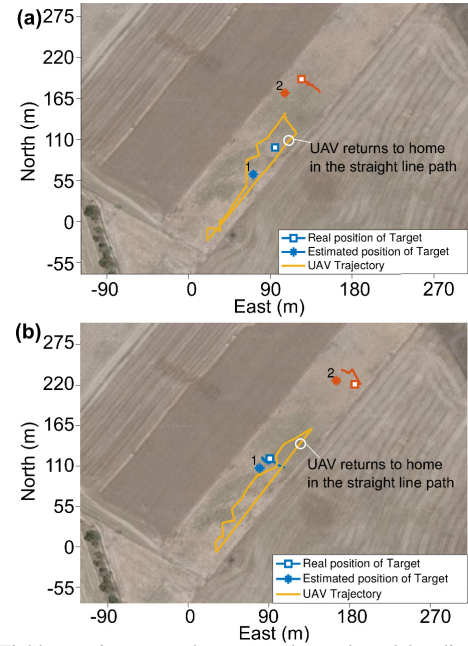 (a)
275
220
165
110
55
0
-55
North (m)
2
1
UAV returns to home
in the straight line path
Real position of Target
Estimated position of Target
UAV Trajectory
-90
0
90
180
270
East (m)
(b)
275
220
165
110
55
0
-55
North (m)
2
1
UAV returns to home
in the straight line path
Real position of Target
Estimated position of Target
UAV Trajectory
-90
0
90
180
270
East (m)